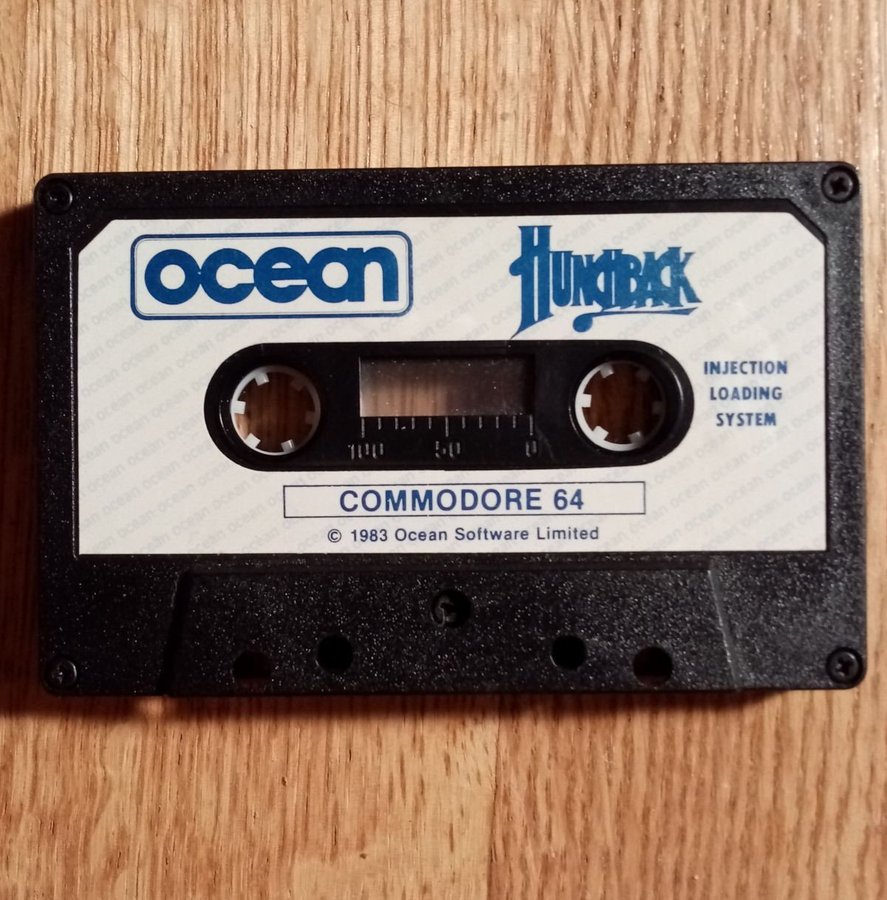 ocean
HUNCHBACK
INJECTION
LOADING
SYSTEM
100 50 0
COMMODORE 64
© 1983 Ocean Software Limited